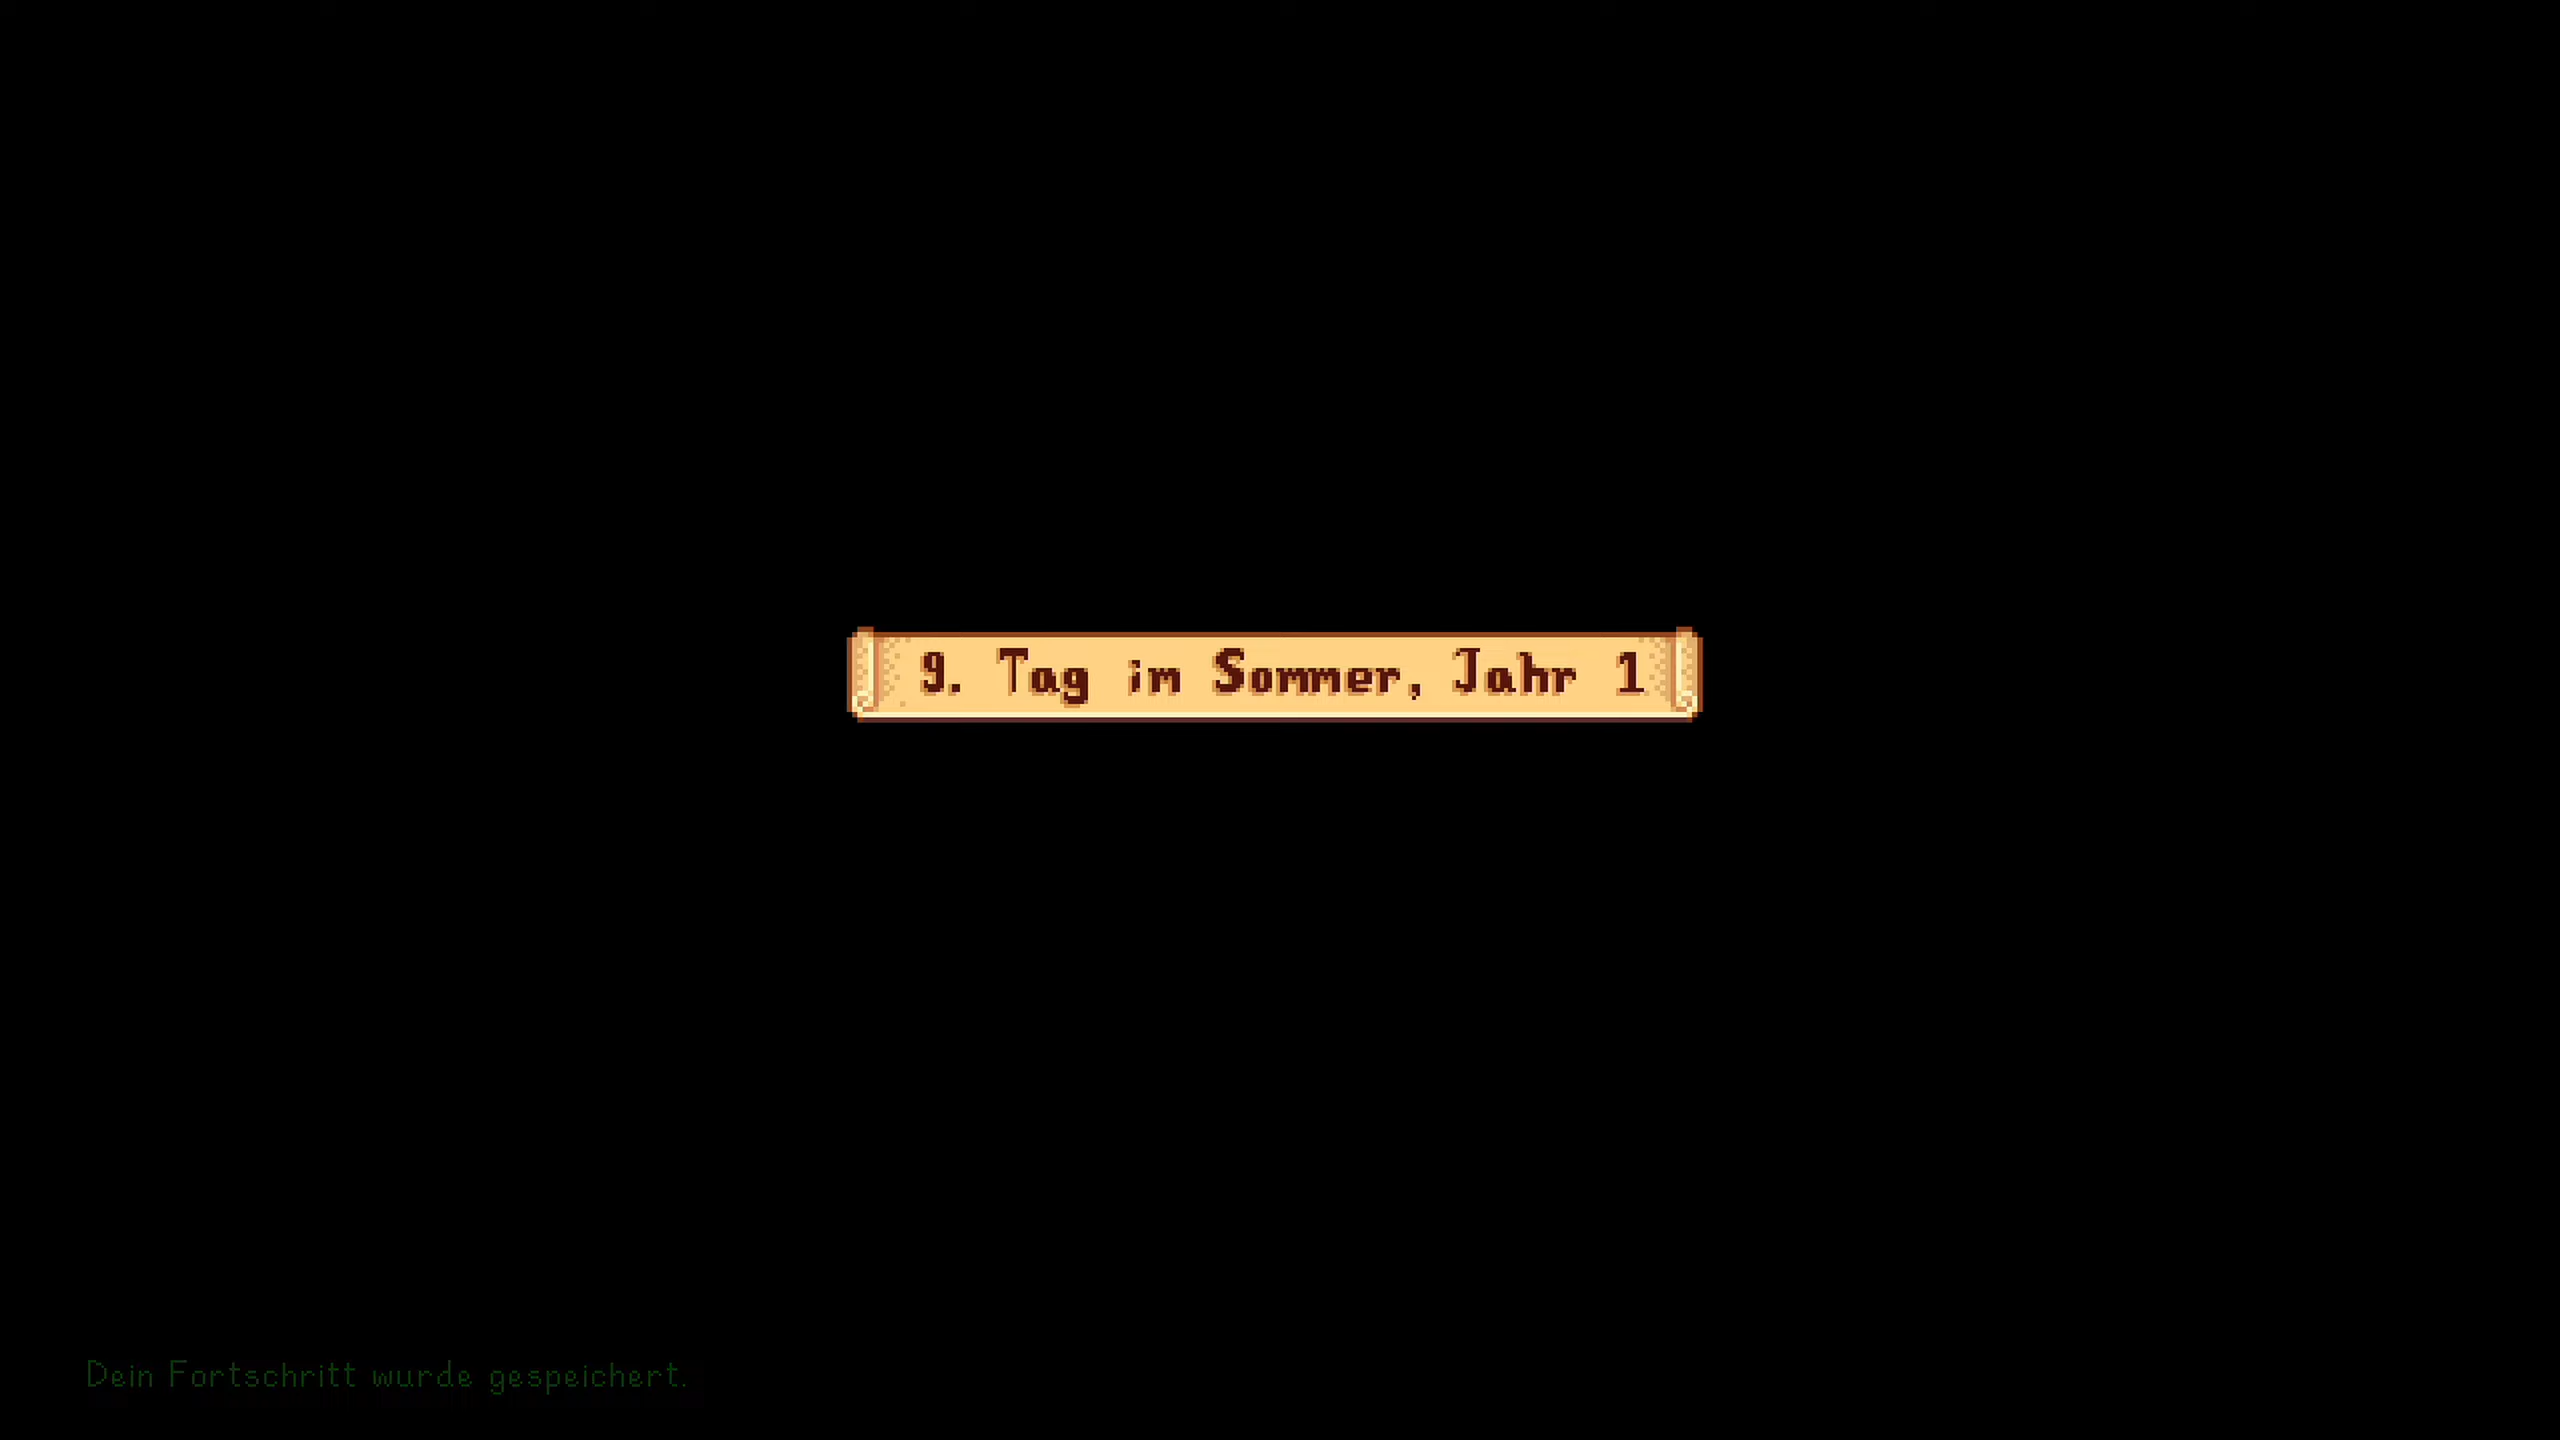 9. Tag im Sommer, Jahr 1
Dein Fortschritt wurde gespeichert.